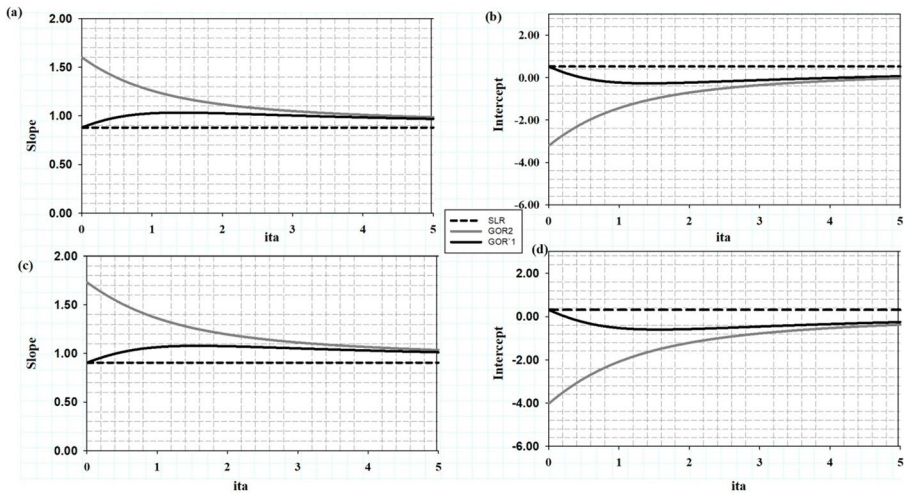 (a)
2.00
1.50
1.00
0.50
0.00
Slope
0 1 2 3 4 5
ita
(b)
2.00
0.00
-2.00
-4.00
-6.00
Intercept
0 1 2 3 4 5
ita
SLR
GOR2
GOR`1
(c)
2.00
1.50
1.00
0.50
0.00
Slope
0 1 2 3 4 5
ita
(d)
2.00
0.00
-2.00
-4.00
-6.00
Intercept
0 1 2 3 4 5
ita